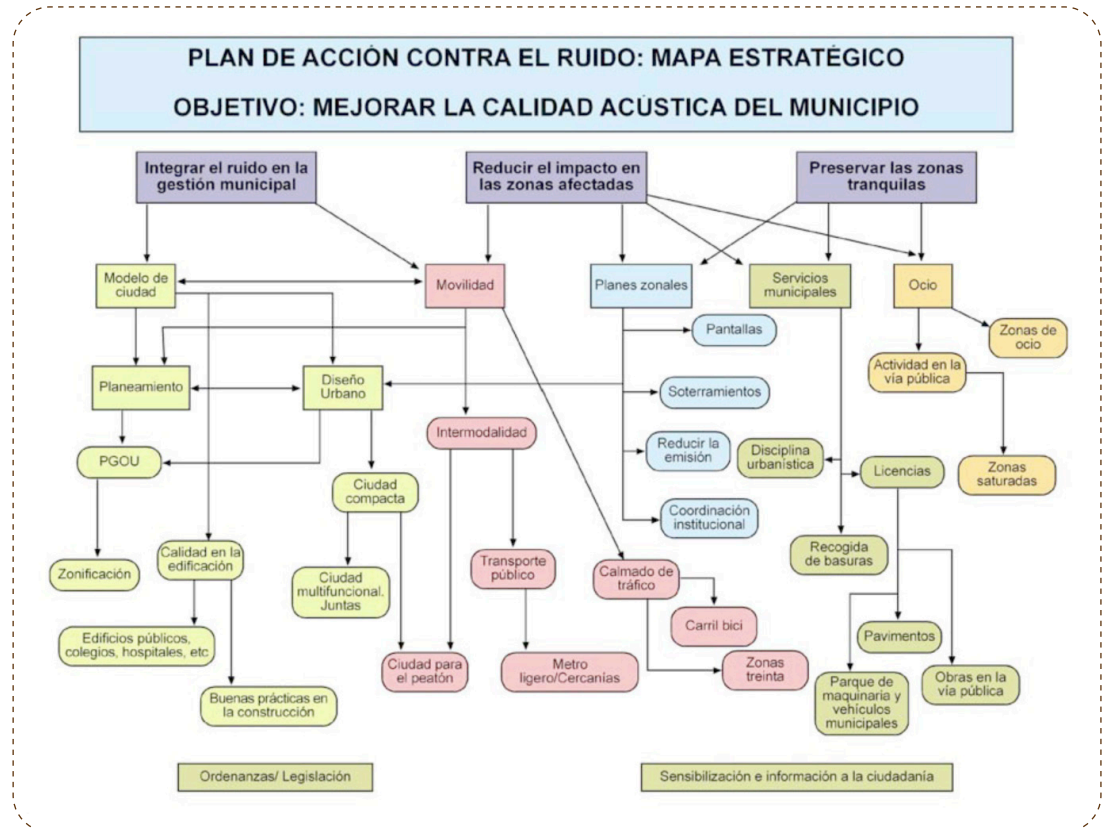 PLAN DE ACCIÓN CONTRA EL RUIDO: MAPA ESTRATÉGICO
OBJETIVO: MEJORAR LA CALIDAD ACÚSTICA DEL MUNICIPIO
Integrar el ruido en la
gestión municipal
Reducir el impacto en
las zonas afectadas
Preservar las zonas
tranquilas
Modelo de
ciudad
Movilidad
Planes zonales
Servicios
municipales
Ocio
Pantallas
Zonas de
ocio
Actividad en la
vía pública
Planeamiento
Diseño
Urbano
Soterramientos
Intermodalidad
Reducir la
emisión
Disciplina
urbanística
Licencias
Zonas
saturadas
PGOU
Ciudad
compacta
Coordinación
institucional
Recogida
de basuras
Zonificación
Calidad en la
edificación
Ciudad
multifuncional.
Juntas
Transporte
público
Calmado de
tráfico
Carril bici
Pavimentos
Edificios públicos,
colegios, hospitales, etc
Ciudad para
el peatón
Metro
ligero/Cercanías
Zonas
treinta
Parque de
maquinaria y
vehículos
municipales
Obras en la
vía pública
Buenas prácticas en
la construcción
Ordenanzas/ Legislación
Sensibilización e información a la ciudadanía